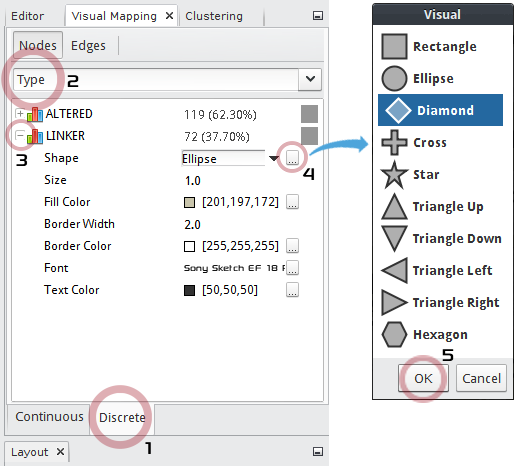 Editor Visual Mapping × Clustering
Nodes Edges
Type 2
ALTERED 119 (62.30%)
LINKER 72 (37.70%)
3 Shape Ellipse ... 4
Size 1.0
Fill Color [201,197,172] ...
Border Width 2.0
Border Color [255,255,255] ...
Font Sony Sketch EF 18 ...
Text Color [50,50,50] ...
Continuous Discrete
1
Layout ×
Visual
Rectangle
Ellipse
Diamond
Cross
Star
Triangle Up
Triangle Down
Triangle Left
Triangle Right
Hexagon
5
OK Cancel